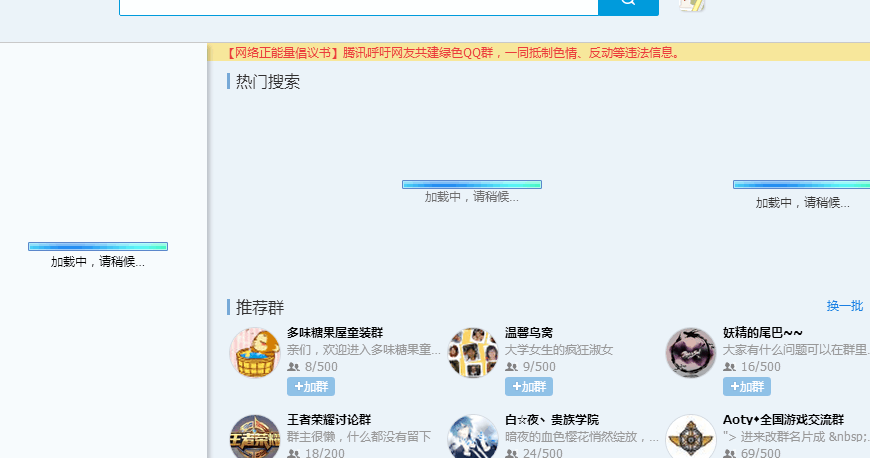 【网络正能量倡议书】腾讯呼吁网友共建绿色QQ群，一同抵制色情、反动等违法信息。
热门搜索
加载中，请稍候...
加载中，请稍候...
加载中，请稍候...
推荐群
换一批
多味糖果屋童装群
亲们，欢迎进入多味糖果童...
8/500
+加群
温馨鸟窝
大学女生的疯狂淑女
9/500
+加群
妖精的尾巴~~
大家有什么问题可以在群里
16/500
+加群
王者荣耀讨论群
群主很懒，什么都没有留下
18/200
白☆夜丶贵族学院
暗夜的血色樱花悄然绽放，...
24/500
Aoty✦全国游戏交流群
"> 进来改群名片成 &nbsp;.
69/500
王者荣耀